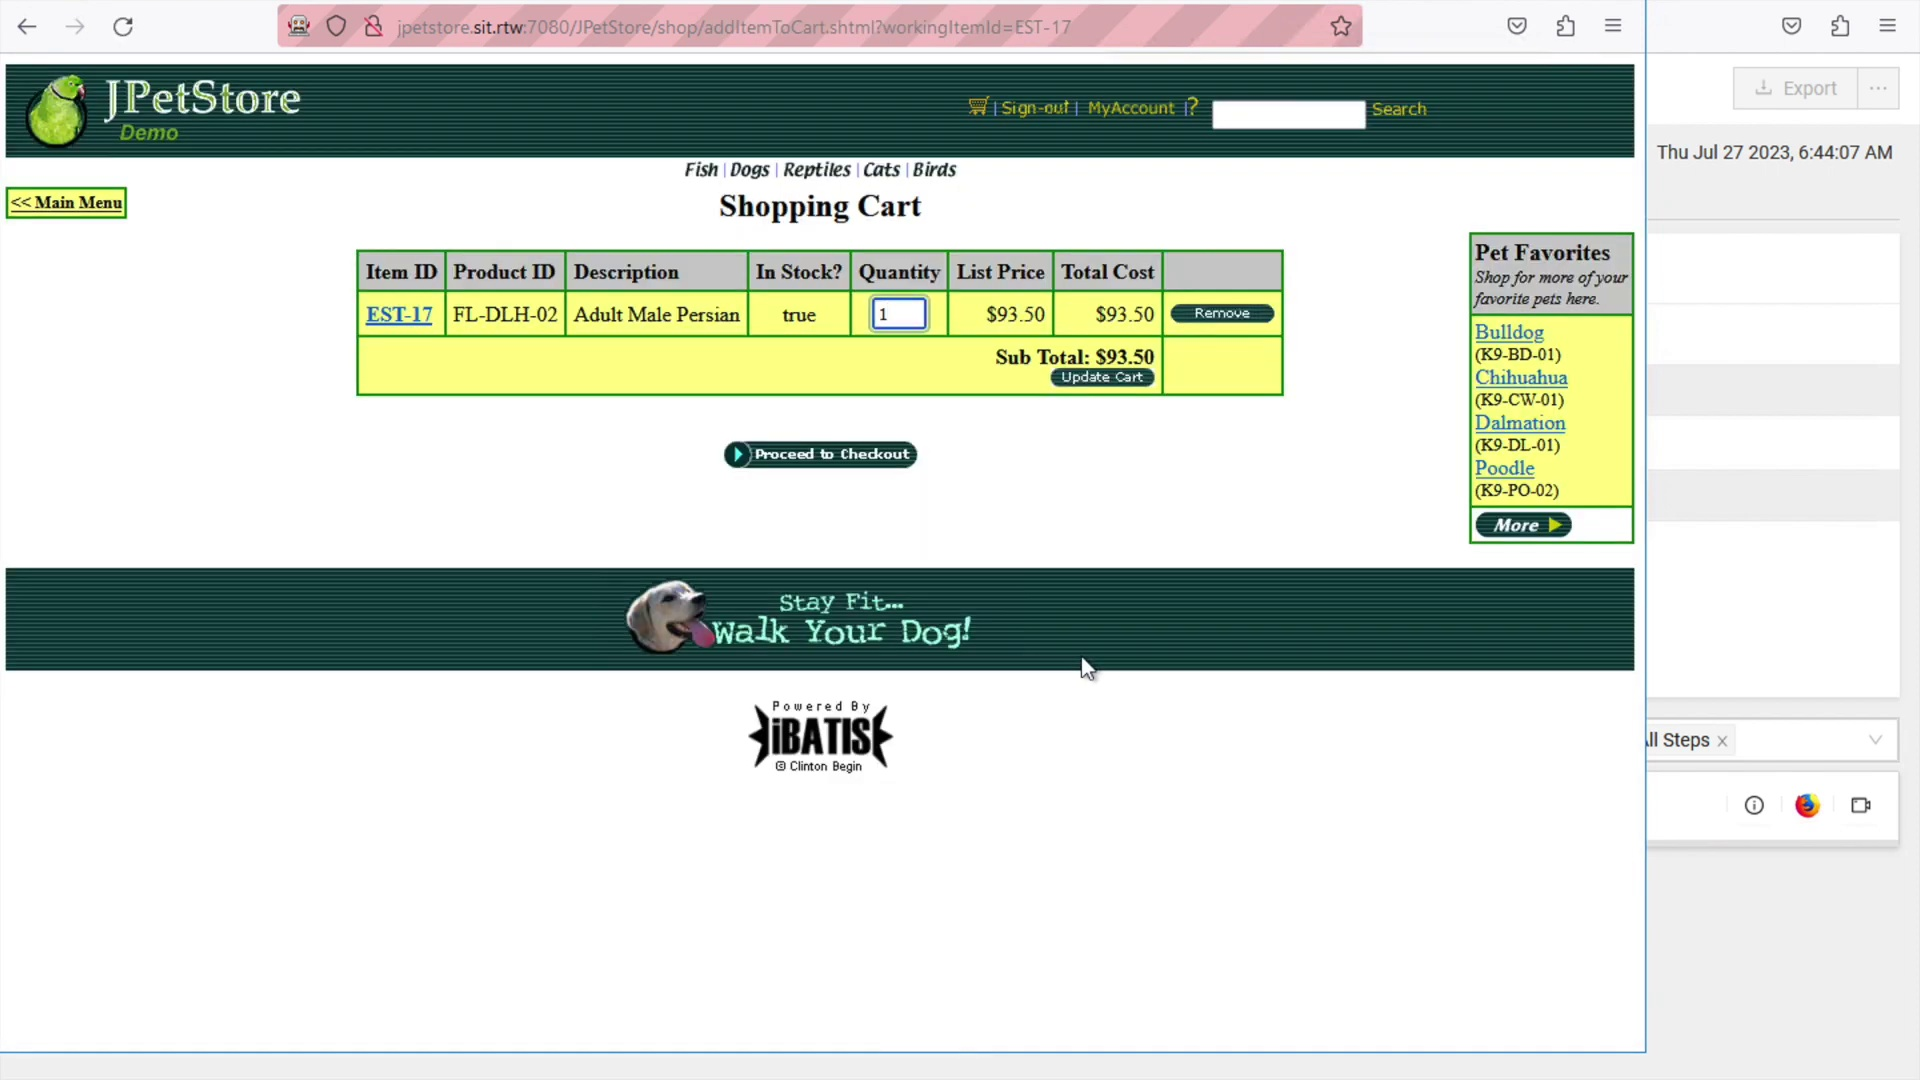 jpetstore.sit.rtw:7080/JPetStore/shop/addItemToCart.shtml?workingItemId=EST-17
Export
JPetStore
Demo
| Sign-out | MyAccount | ? Search
Thu Jul 27 2023, 6:44:07 AM
Fish | Dogs | Reptiles | Cats | Birds
<< Main Menu
Shopping Cart
Item ID Product ID Description In Stock? Quantity List Price Total Cost
EST-17 FL-DLH-02 Adult Male Persian true 1 $93.50 $93.50 Remove
Sub Total: $93.50
Update Cart
Proceed to Checkout
Pet Favorites
Shop for more of your
favorite pets here.
Bulldog
(K9-BD-01)
Chihuahua
(K9-CW-01)
Dalmation
(K9-DL-01)
Poodle
(K9-PO-02)
More
Stay Fit...
Walk Your Dog!
Powered By
iBATIS
© Clinton Begin
Steps